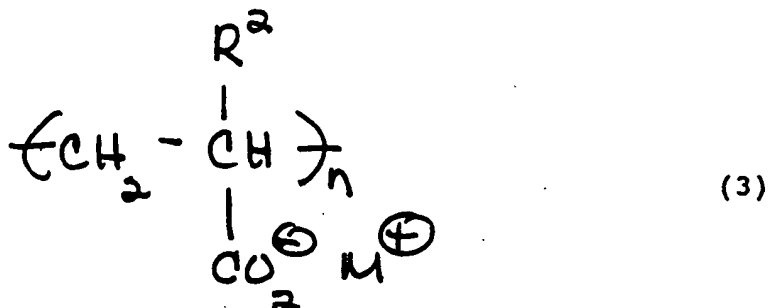 R²
(CH₂ - CH)ₙ
(3)
CO₂⊖ M⊕